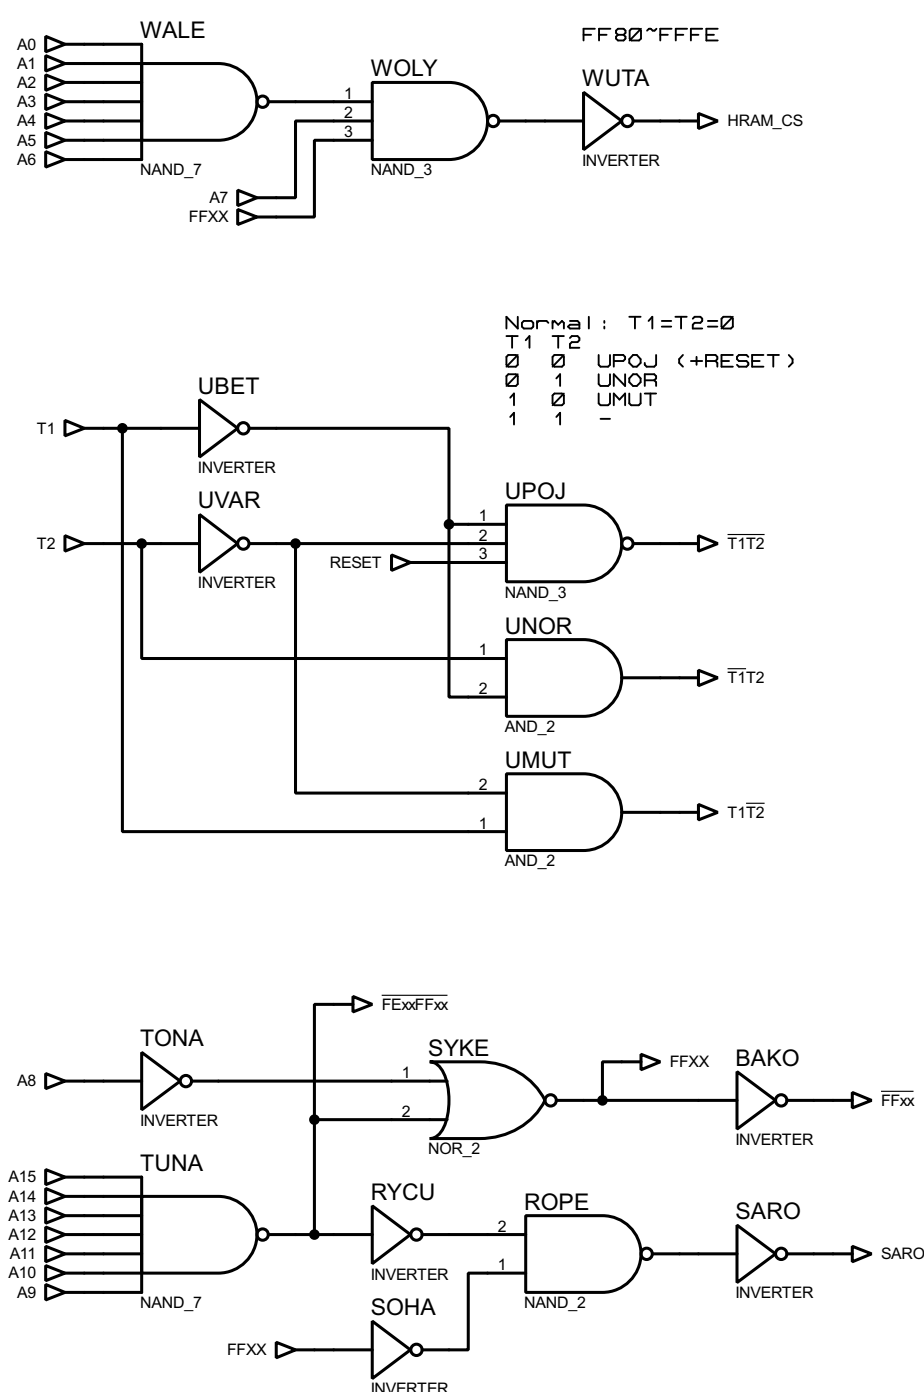 WALE
A0
A1
A2
A3
A4
A5
A6
NAND_7
WOLY
1
2
3
NAND_3
A7
FFXX
FF80~FFFE
WUTA
INVERTER
HRAM_CS
Normal: T1=T2=0
T1 T2
0 0 UPOJ (+RESET)
0 1 UNOR
1 0 UMUT
1 1 -
UBET
T1
INVERTER
UVAR
T2
INVERTER
RESET
UPOJ
1
2
3
NAND_3
T1T2
UNOR
1
2
AND_2
T1T2
UMUT
2
1
AND_2
T1T2
FExxFFxx
TONA
A8
INVERTER
SYKE
1
2
NOR_2
FFXX
BAKO
INVERTER
FFxx
TUNA
A15
A14
A13
A12
A11
A10
A9
NAND_7
RYCU
INVERTER
ROPE
2
1
NAND_2
SARO
INVERTER
SARO
SOHA
FFXX
INVERTER